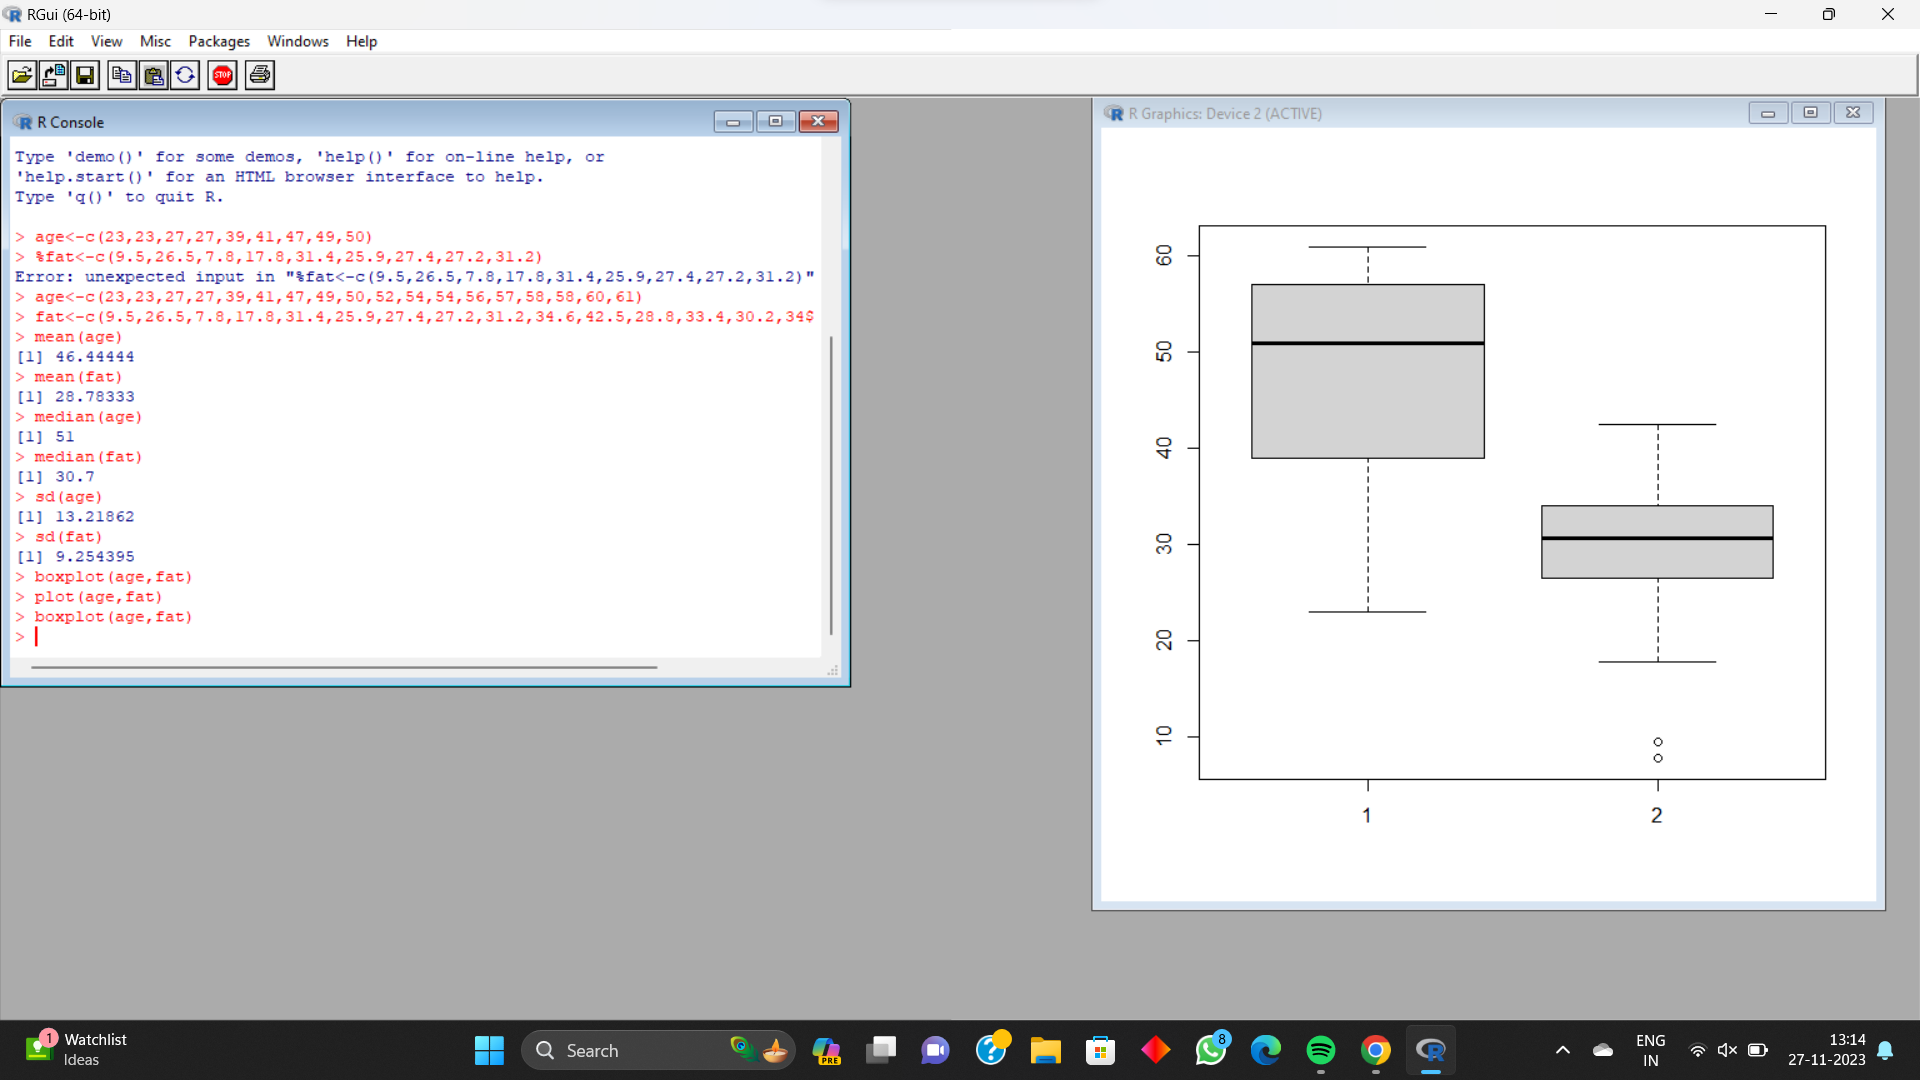 RGui (64-bit)
File Edit View Misc Packages Windows Help
STOP
R Console
Type 'demo()' for some demos, 'help()' for on-line help, or
'help.start()' for an HTML browser interface to help.
Type 'q()' to quit R.
> age<-c(23,23,27,27,39,41,47,49,50)
> %fat<-c(9.5,26.5,7.8,17.8,31.4,25.9,27.4,27.2,31.2)
Error: unexpected input in "%fat<-c(9.5,26.5,7.8,17.8,31.4,25.9,27.4,27.2,31.2)"
> age<-c(23,23,27,27,39,41,47,49,50,52,54,54,56,57,58,58,60,61)
> fat<-c(9.5,26.5,7.8,17.8,31.4,25.9,27.4,27.2,31.2,34.6,42.5,28.8,33.4,30.2,34$
> mean(age)
[1] 46.44444
> mean(fat)
[1] 28.78333
> median(age)
[1] 51
> median(fat)
[1] 30.7
> sd(age)
[1] 13.21862
> sd(fat)
[1] 9.254395
> boxplot(age,fat)
> plot(age,fat)
> boxplot(age,fat)
>
R Graphics: Device 2 (ACTIVE)
60
50
40
30
20
10
1 2
1
Watchlist
Ideas
Search
PRE
8
ENG
IN
13:14
27-11-2023